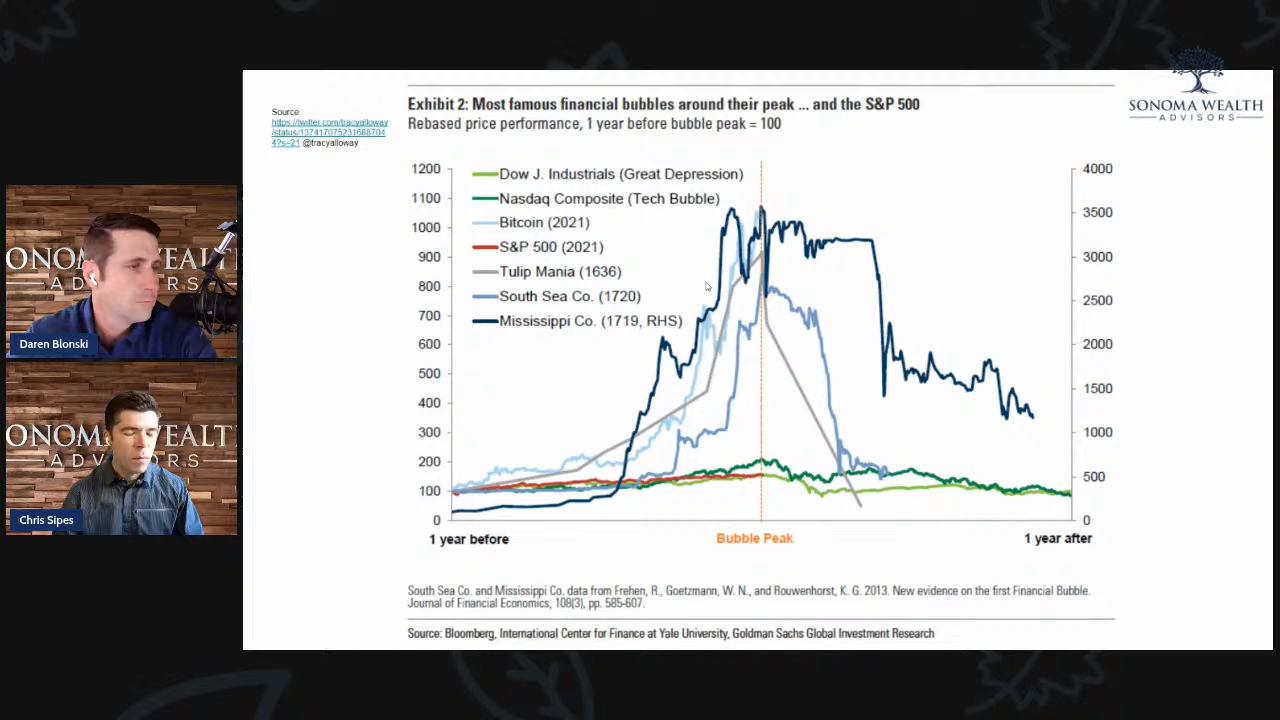 Source:
https://twitter.com/tracyalloway
/status/137417075231688704
4?s=21 @tracyalloway
Exhibit 2: Most famous financial bubbles around their peak ... and the S&P 500
Rebased price performance, 1 year before bubble peak = 100
SONOMA WEALTH
ADVISORS
1200
1100
1000
900
800
700
600
500
400
300
200
100
0
Dow J. Industrials (Great Depression)
Nasdaq Composite (Tech Bubble)
Bitcoin (2021)
S&P 500 (2021)
Tulip Mania (1636)
South Sea Co. (1720)
Mississippi Co. (1719, RHS)
4000
3500
3000
2500
2000
1500
1000
500
0
1 year before
Bubble Peak
1 year after
South Sea Co. and Mississippi Co. data from Frehen, R., Goetzmann, W. N., and Rouwenhorst, K. G. 2013. New evidence on the first Financial Bubble.
Journal of Financial Economics, 108(3), pp. 585-607.
Source: Bloomberg, International Center for Finance at Yale University, Goldman Sachs Global Investment Research
Daren Blonski
Chris Sipes